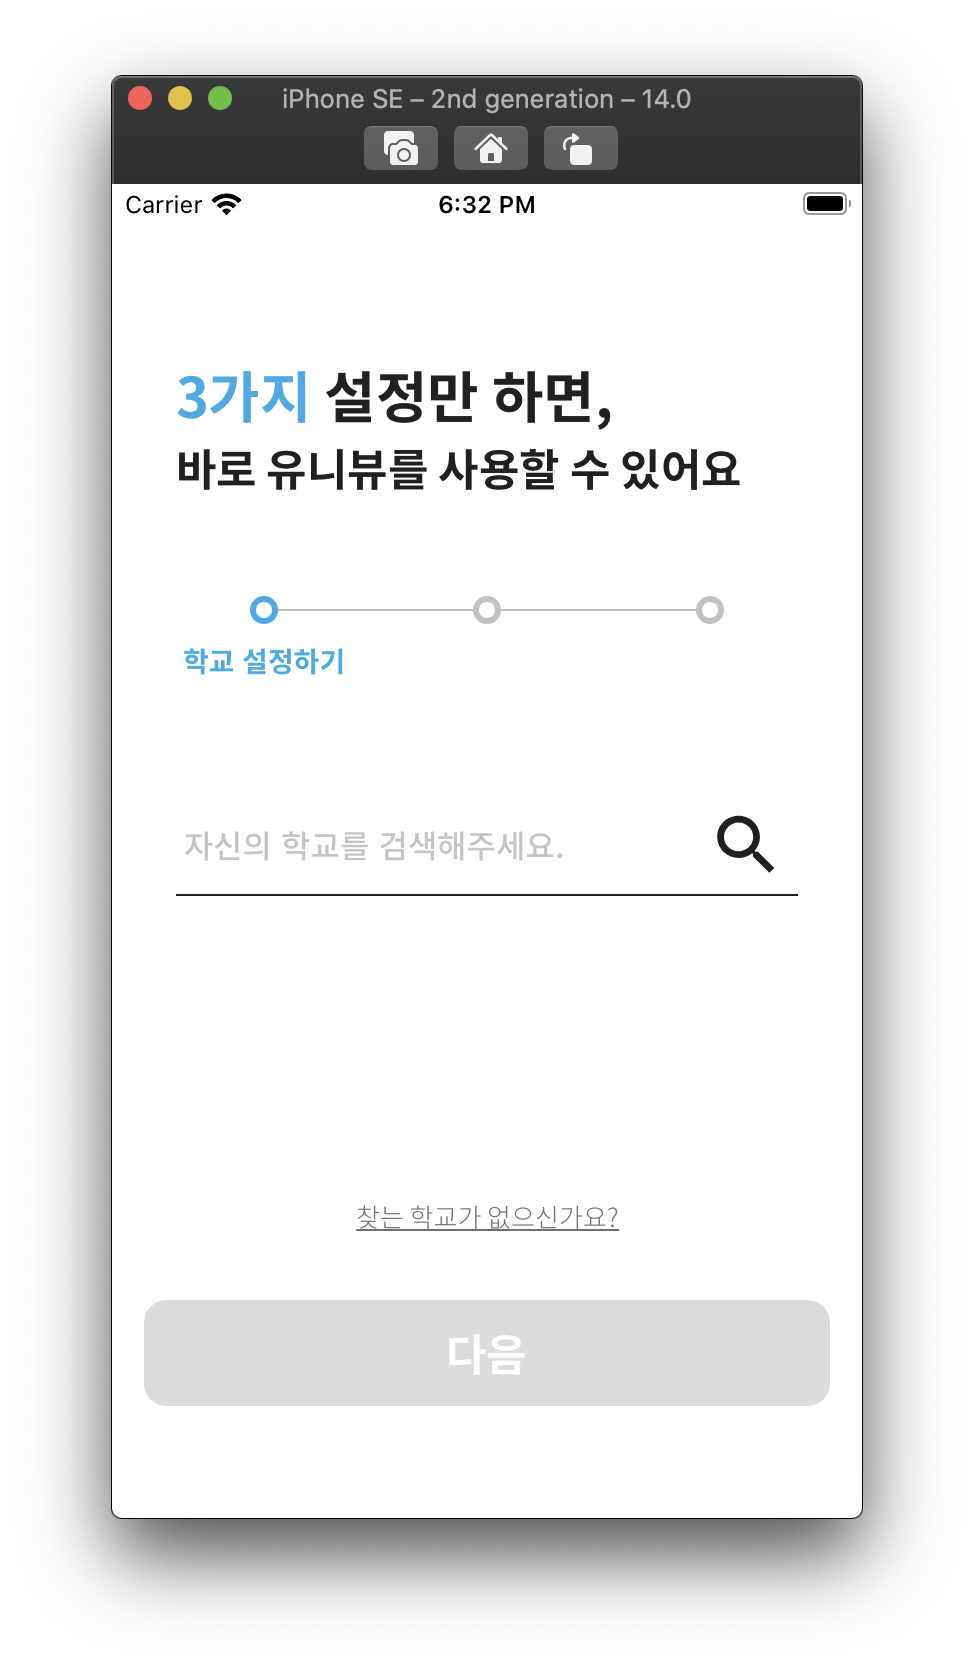 iPhone SE – 2nd generation – 14.0
Carrier 6:32 PM
3가지 설정만 하면,
바로 유니뷰를 사용할 수 있어요
학교 설정하기
자신의 학교를 검색해주세요.
찾는 학교가 없으신가요?
다음